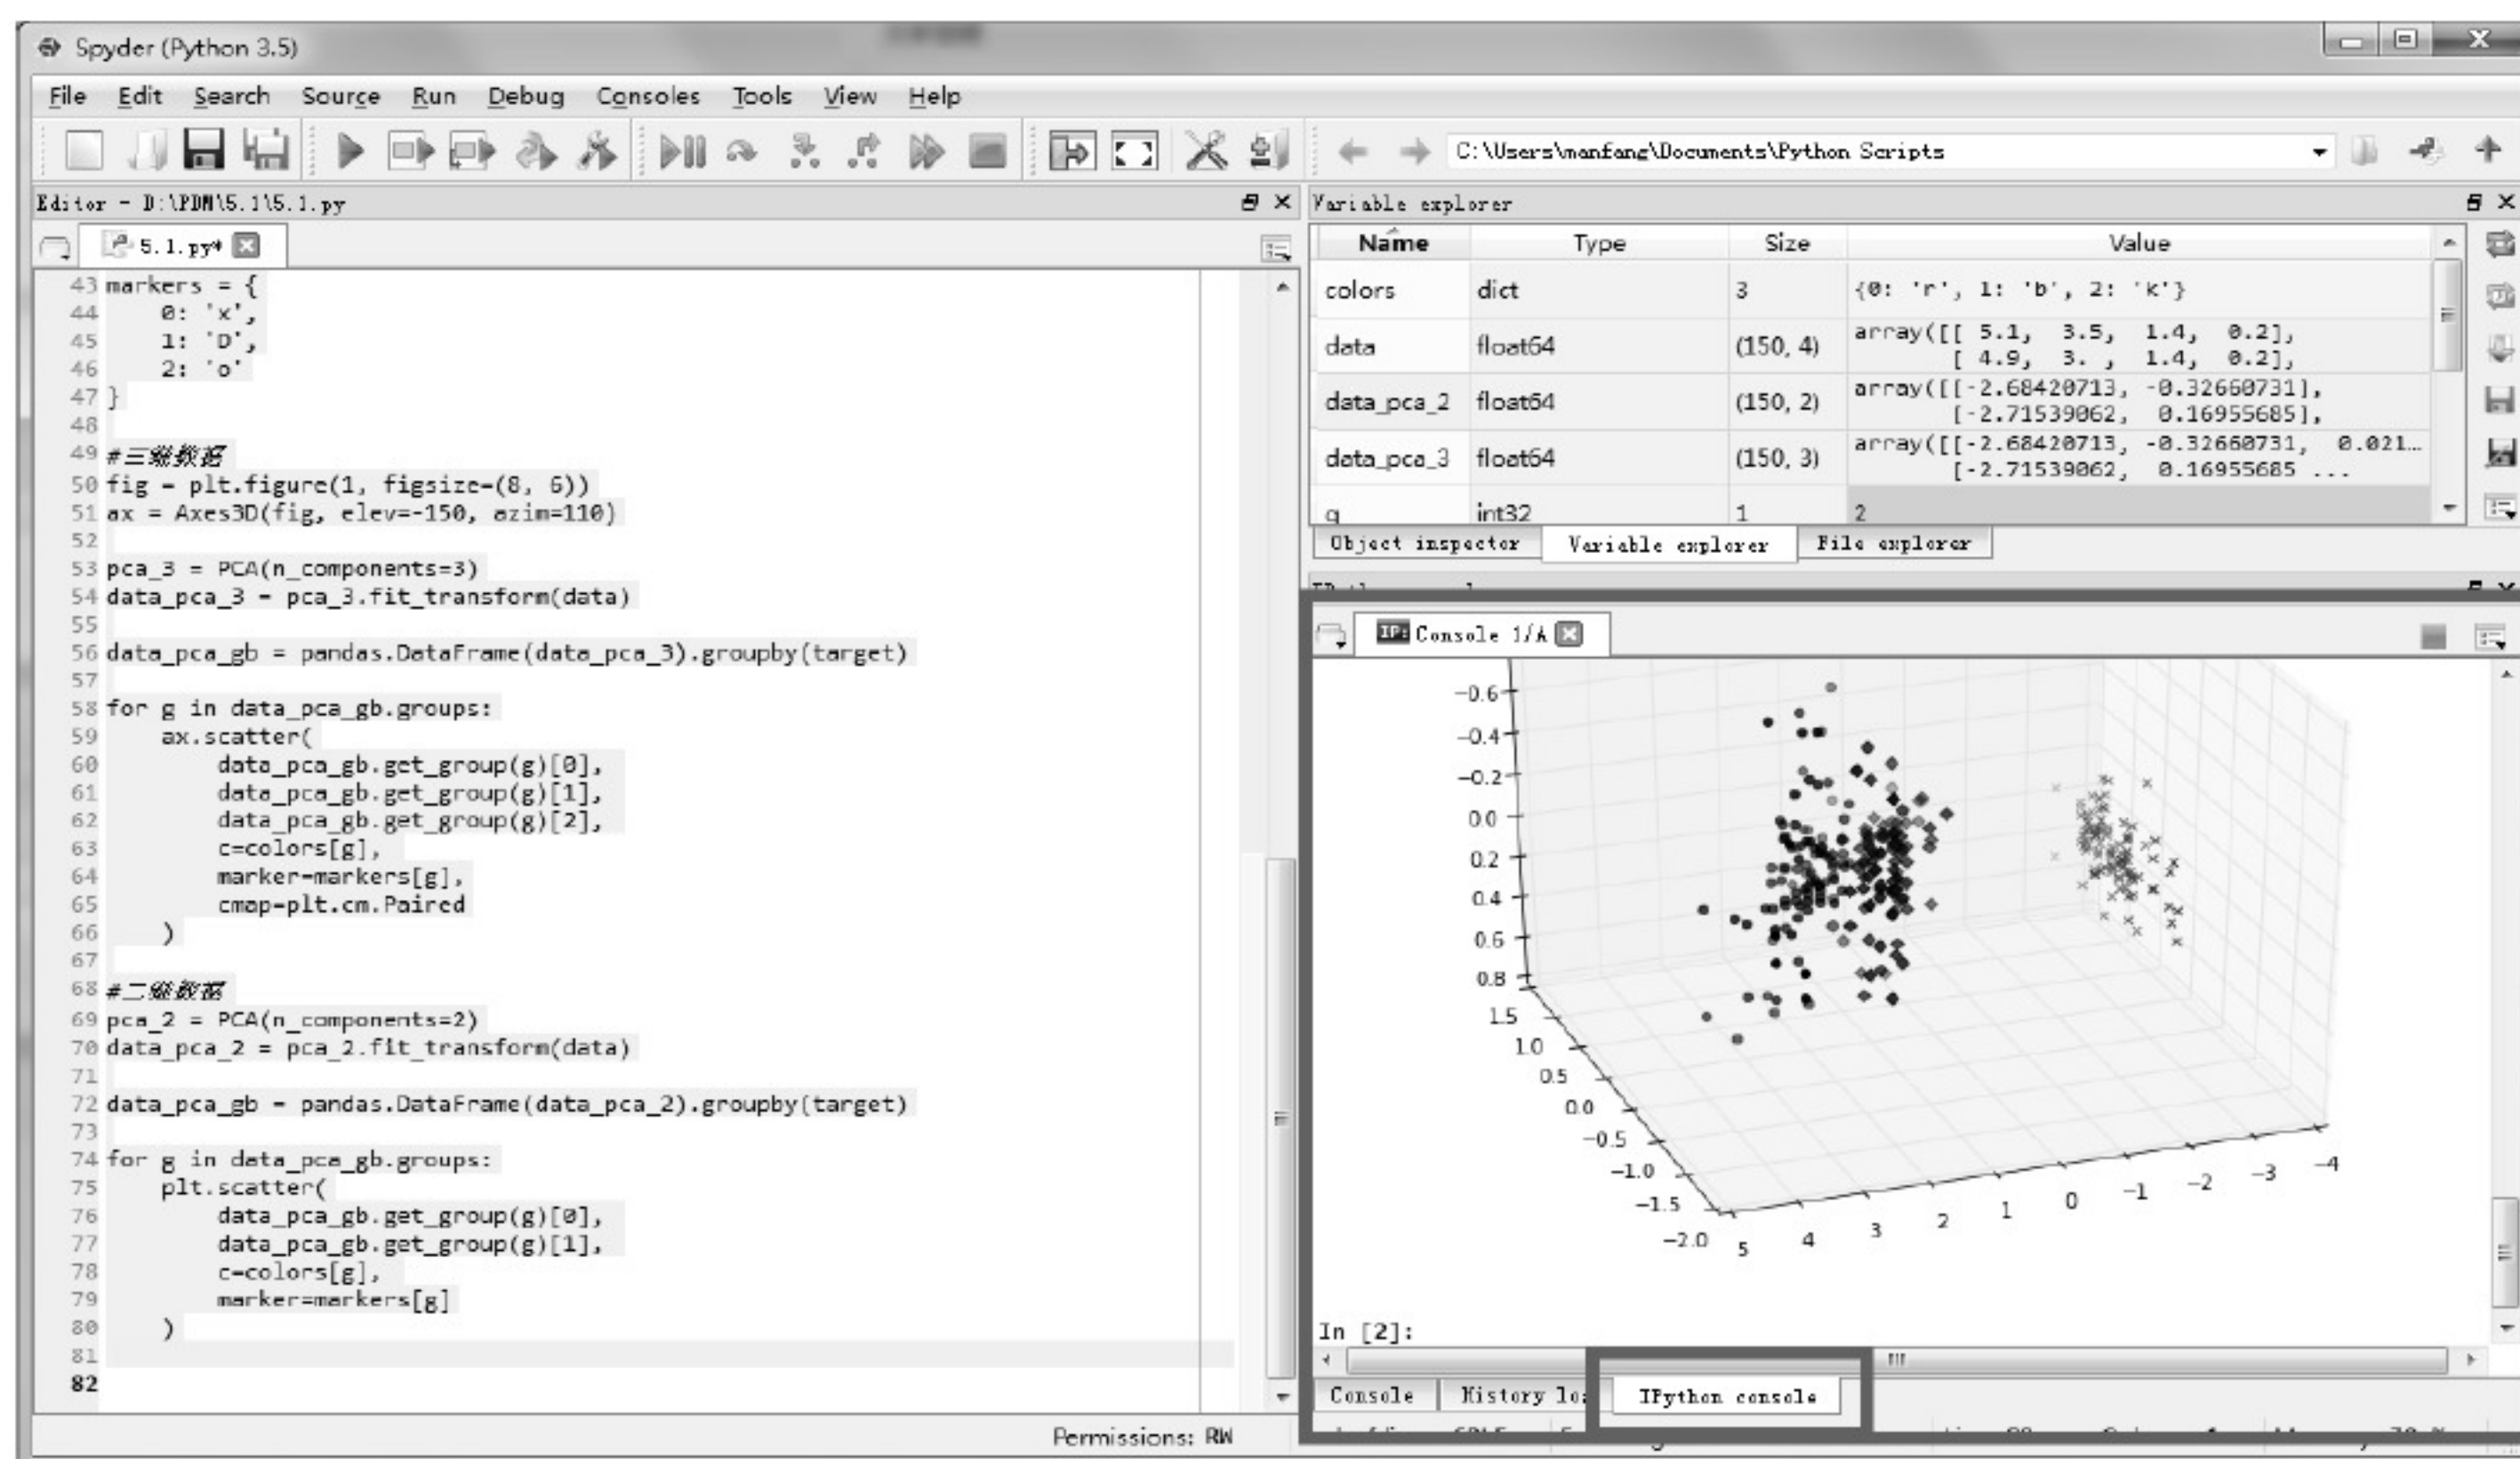 Spyder (Python 3.5)
File Edit Search Source Run Debug Consoles Tools View Help
C:\Users\manfang\Documents\Python Scripts
Editor - D:\PDM\5.1\5.1.py
5.1.py*
43 markers = {
44     0: 'x',
45     1: 'D',
46     2: 'o'
47 }
48
49 #三维数据
50 fig = plt.figure(1, figsize=(8, 6))
51 ax = Axes3D(fig, elev=-150, azim=110)
52
53 pca_3 = PCA(n_components=3)
54 data_pca_3 = pca_3.fit_transform(data)
55
56 data_pca_gb = pandas.DataFrame(data_pca_3).groupby(target)
57
58 for g in data_pca_gb.groups:
59     ax.scatter(
60         data_pca_gb.get_group(g)[0],
61         data_pca_gb.get_group(g)[1],
62         data_pca_gb.get_group(g)[2],
63         c=colors[g],
64         marker=markers[g],
65         cmap=plt.cm.Paired
66     )
67
68 #二维数据
69 pca_2 = PCA(n_components=2)
70 data_pca_2 = pca_2.fit_transform(data)
71
72 data_pca_gb = pandas.DataFrame(data_pca_2).groupby(target)
73
74 for g in data_pca_gb.groups:
75     plt.scatter(
76         data_pca_gb.get_group(g)[0],
77         data_pca_gb.get_group(g)[1],
78         c=colors[g],
79         marker=markers[g]
80     )
81
82
Permissions: RW
Variable explorer
Name Type Size Value
colors dict 3 {0: 'r', 1: 'b', 2: 'k'}
data float64 (150, 4) array([[ 5.1, 3.5, 1.4, 0.2],
[ 4.9, 3. , 1.4, 0.2],
data_pca_2 float64 (150, 2) array([[-2.68420713, -0.32660731],
[-2.71539062, 0.16955685],
data_pca_3 float64 (150, 3) array([[-2.68420713, -0.32660731, 0.021...
[-2.71539062, 0.16955685 ...
g int32 1 2
Object inspector Variable explorer File explorer
IP: Console 1/A
−0.6
−0.4
−0.2
0.0
0.2
0.4
0.6
0.8
1.5
1.0
0.5
0.0
−0.5
−1.0
−1.5
−2.0
5 4 3 2 1 0 −1 −2 −3 −4
In [2]:
Console History lo IPython console